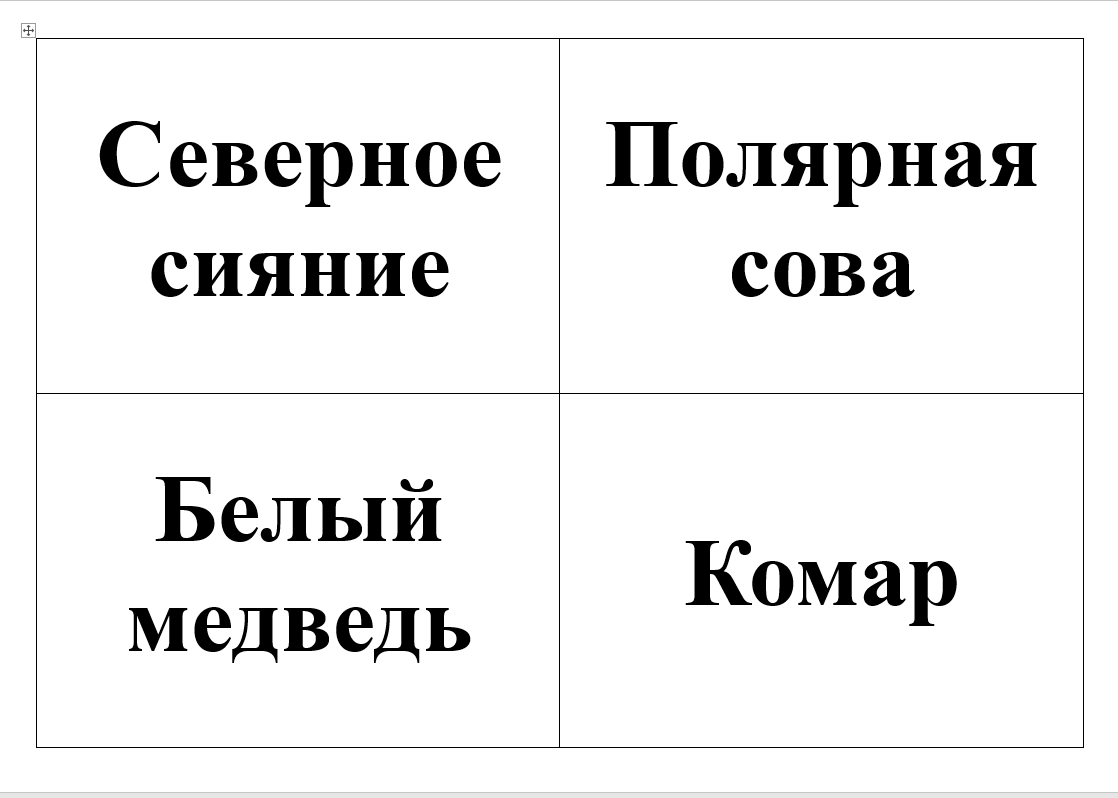 Северное
сияние
Полярная
сова
Белый
медведь
Комар